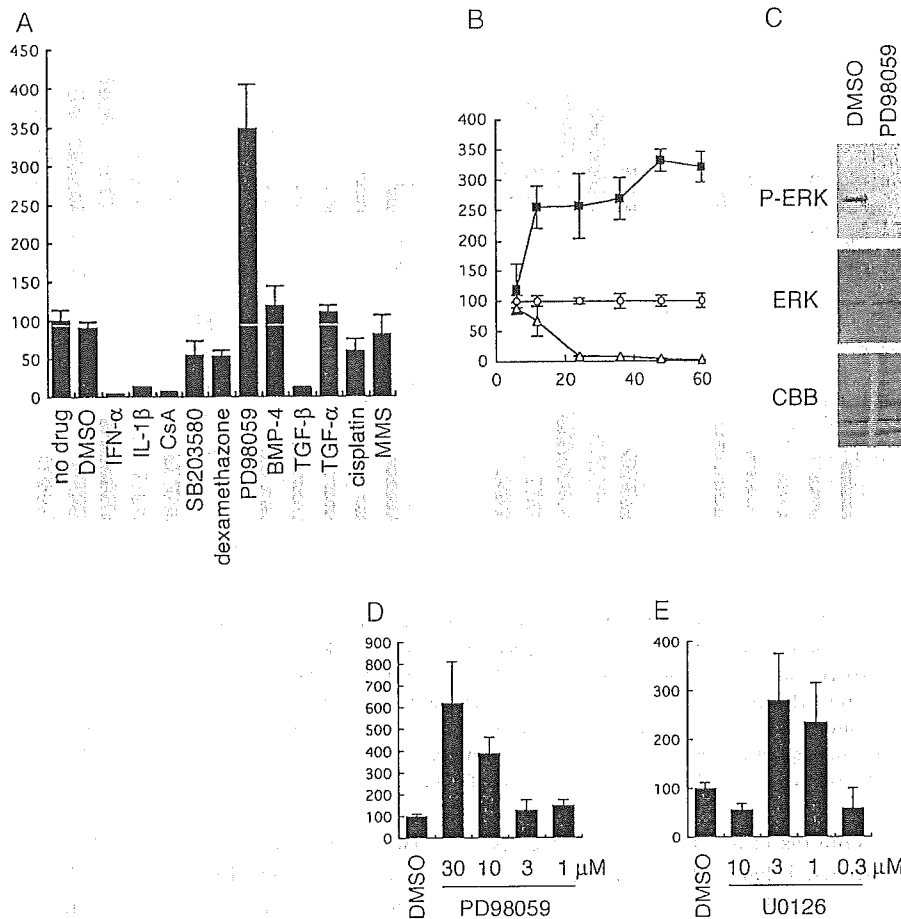 A
450
400
350
300
250
200
150
100
50
0
no drug
DMSO
IFN-α
IL-1β
CsA
SB203580
dexamethazone
PD98059
BMP-4
TGF-β
TGF-α
cisplatin
MMS
B
400
350
300
250
200
150
100
50
0
0
20
40
60
C
DMSO
PD98059
P-ERK
ERK
CBB
D
900
800
700
600
500
400
300
200
100
0
DMSO
30 10 3 1 μM
PD98059
E
400
300
200
100
0
DMSO
10 3 1 0.3 μM
U0126